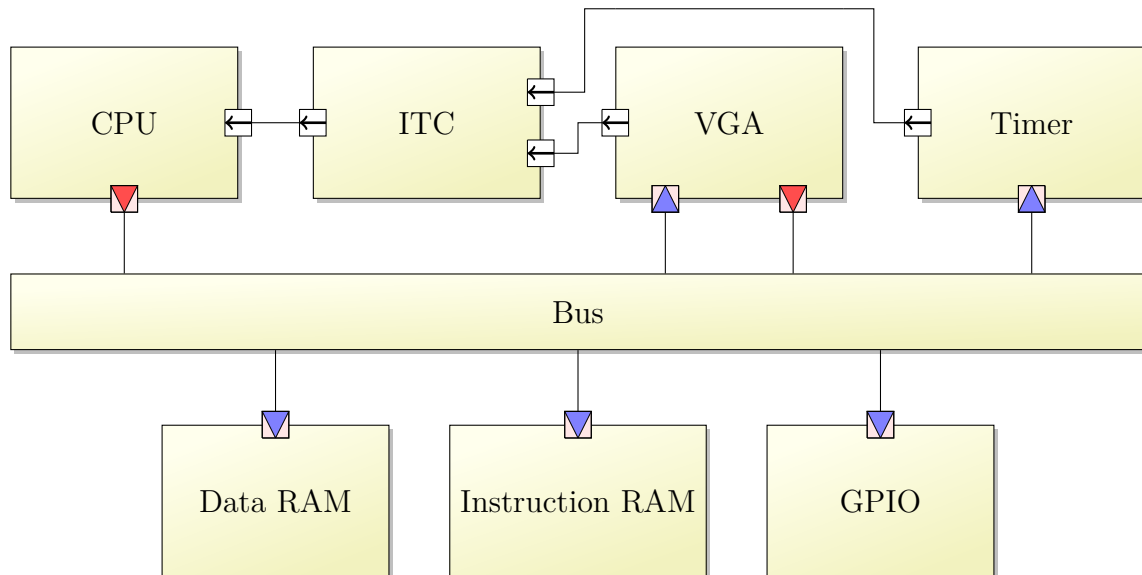 CPU
ITC
VGA
Timer
Bus
Data RAM
Instruction RAM
GPIO